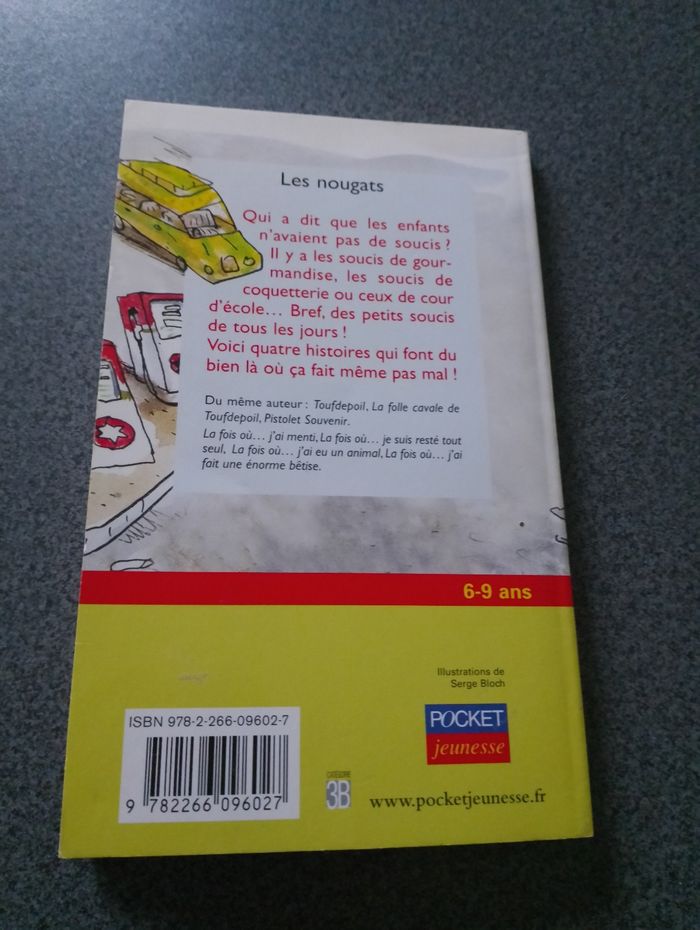 Les nougats
Qui a dit que les enfants
n'avaient pas de soucis ?
Il y a les soucis de gour-
mandise, les soucis de
coquetterie ou ceux de cour
d'école... Bref, des petits soucis
de tous les jours !
Voici quatre histoires qui font du
bien là où ça fait même pas mal !
Du même auteur : Toufdepoil, La folle cavale de
Toufdepoil, Pistolet Souvenir.
La fois où... j'ai menti, La fois où... je suis resté tout
seul, La fois où... j'ai eu un animal, La fois où... j'ai
fait une énorme bêtise.
6-9 ans
Illustrations de
Serge Bloch
POCKET
jeunesse
ISBN 978-2-266-09602-7
9 782266 096027
CATÉGORIE
3B
www.pocketjeunesse.fr